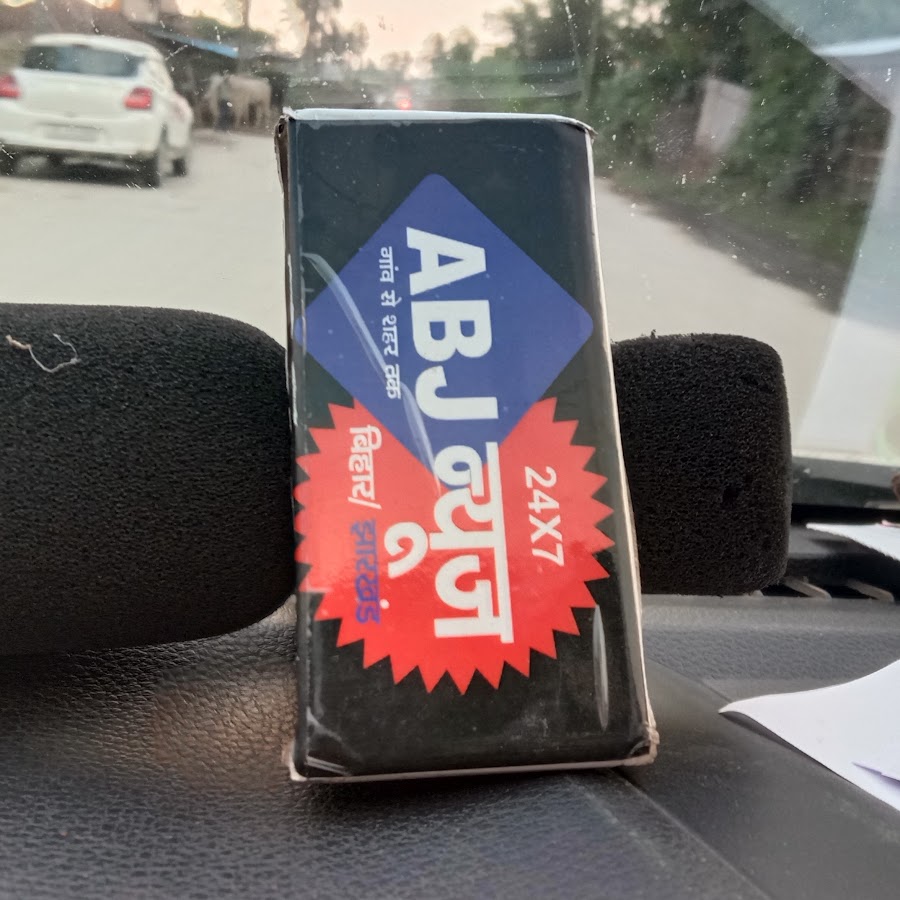 24X7
ABJ न्यूज
गांव से शहर तक
बिहार/ झारखंड